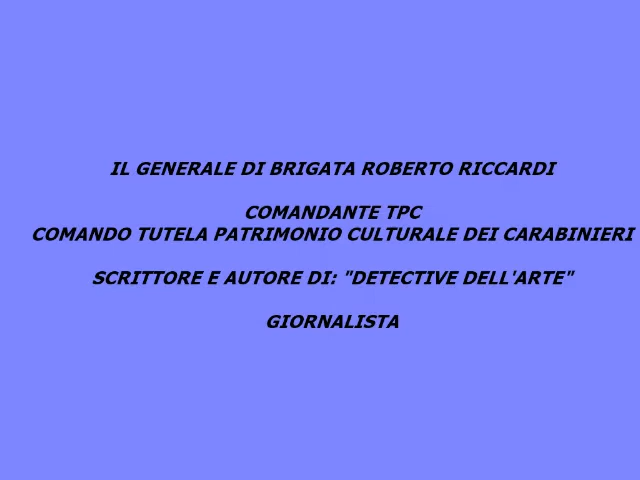 IL GENERALE DI BRIGATA ROBERTO RICCARDI
COMANDANTE TPC
COMANDO TUTELA PATRIMONIO CULTURALE DEI CARABINIERI
SCRITTORE E AUTORE DI: "DETECTIVE DELL'ARTE"
GIORNALISTA